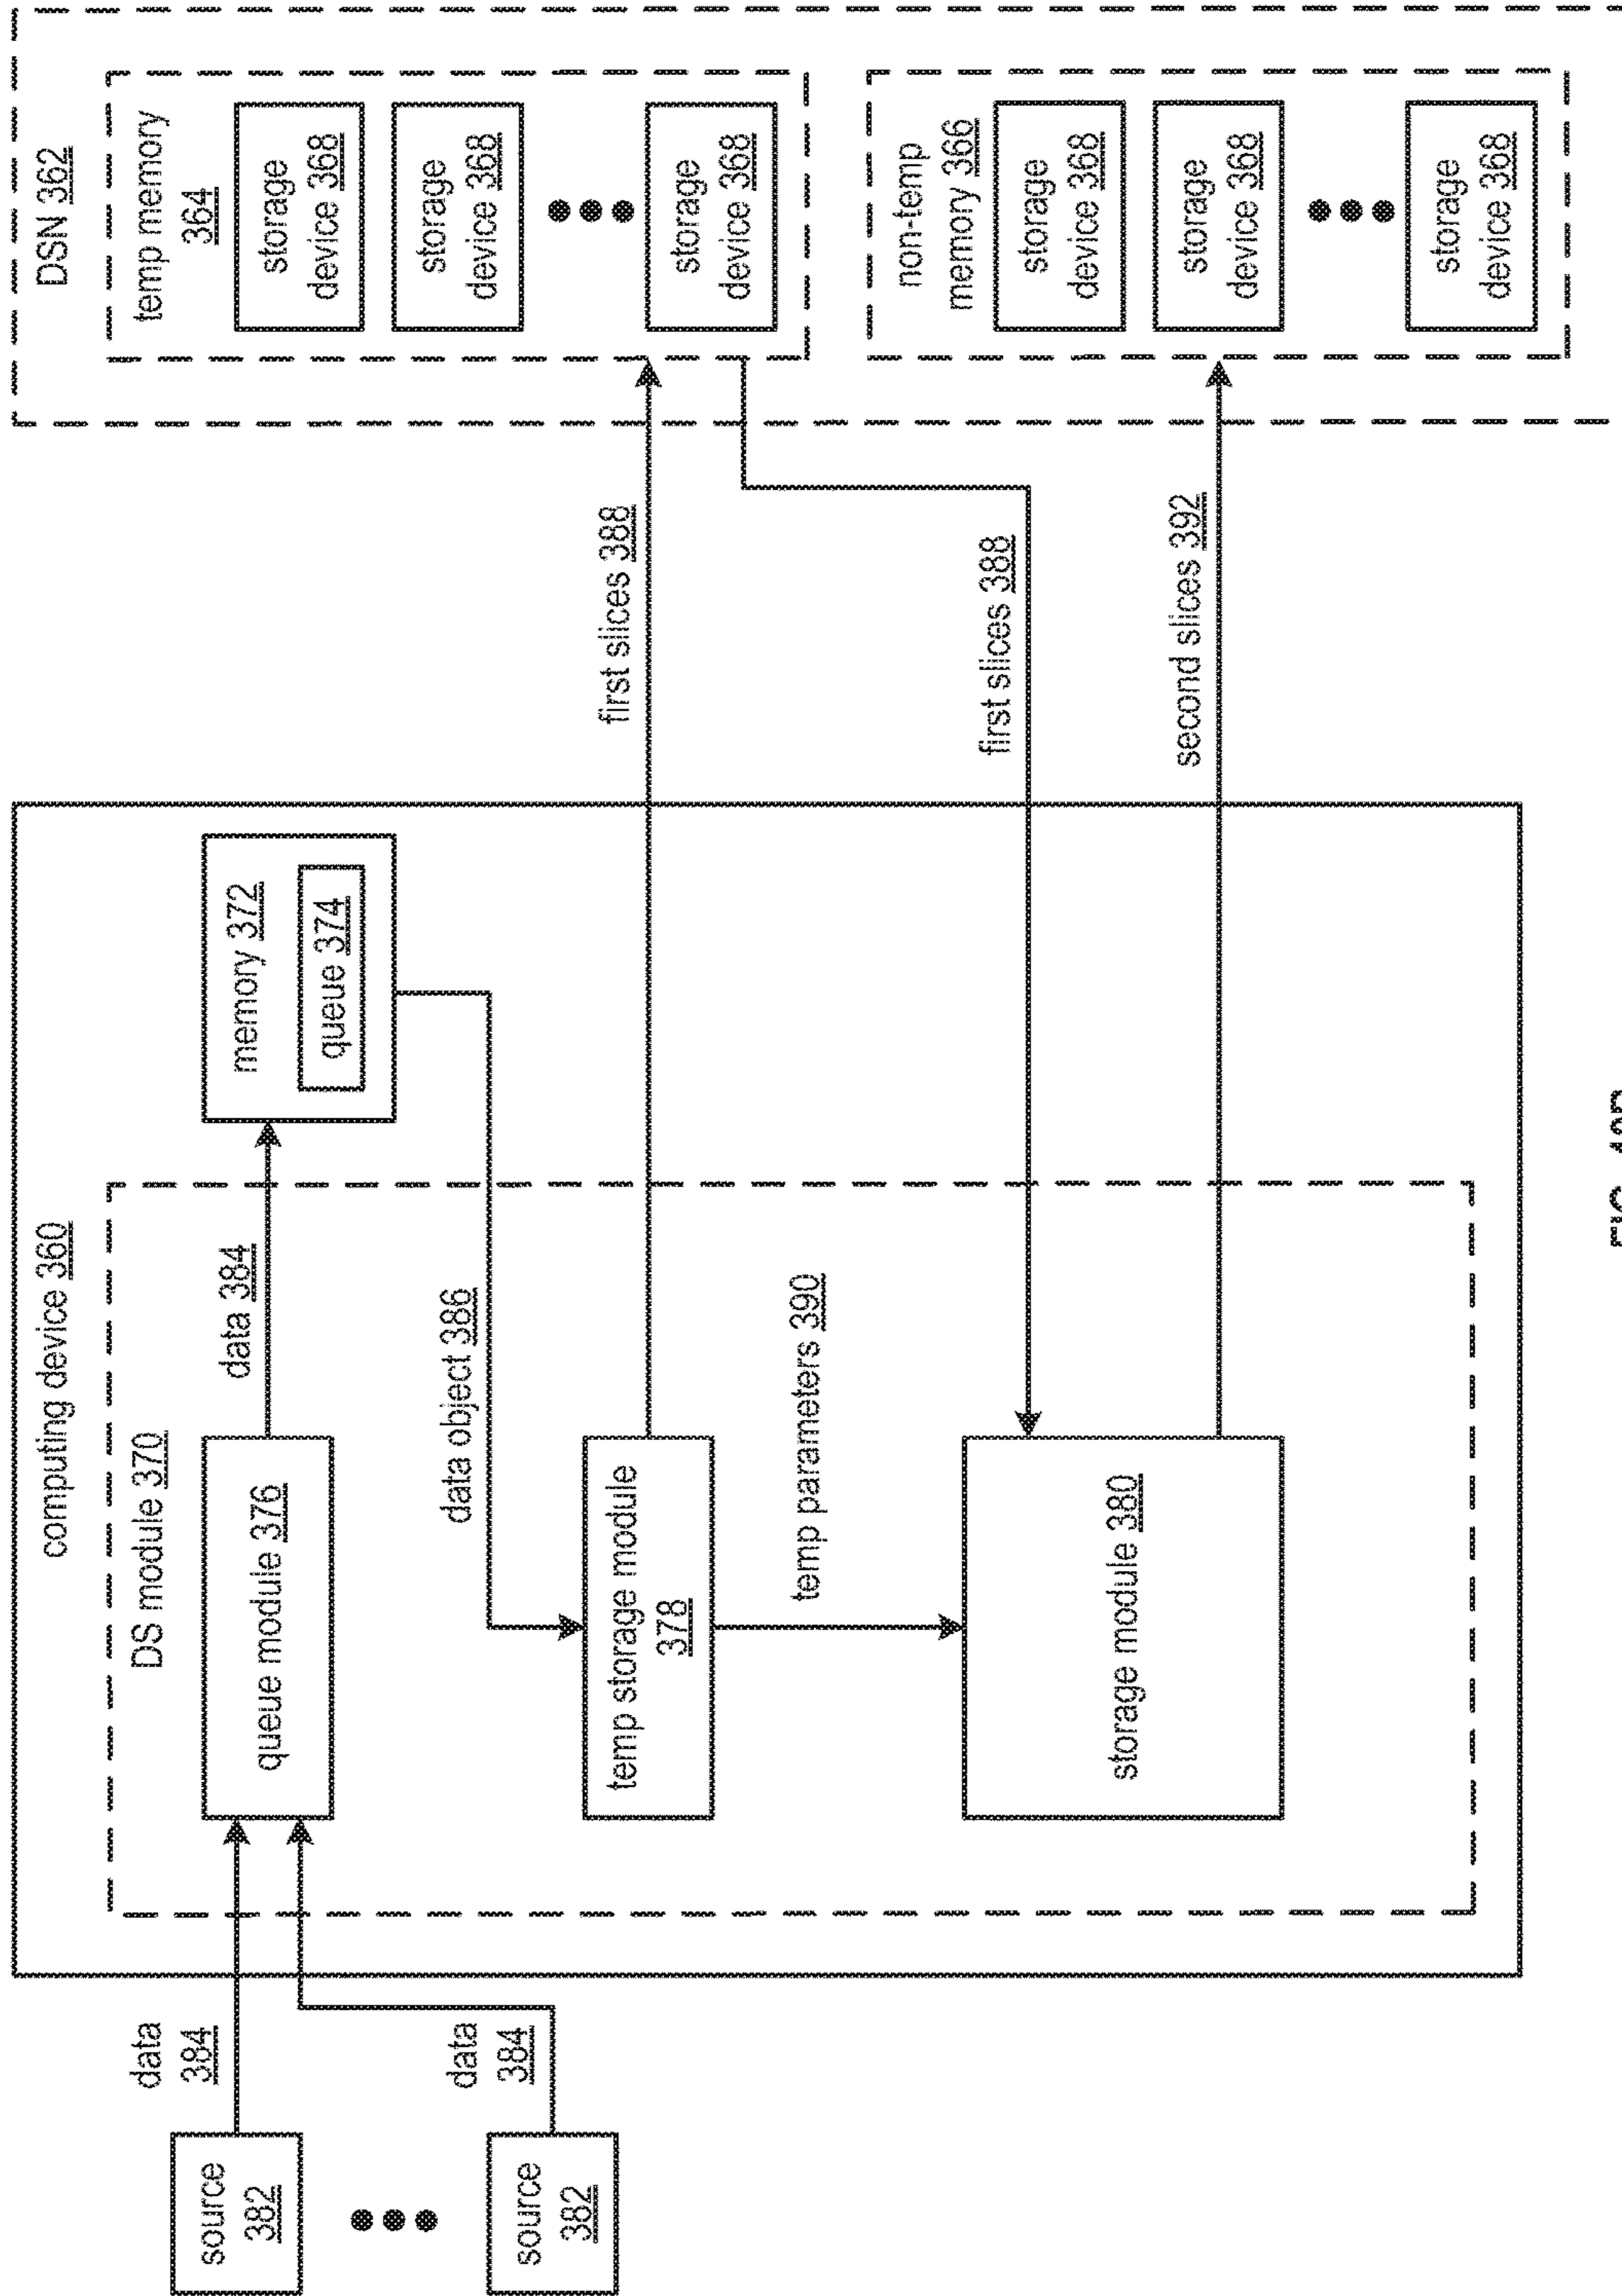 computing device 360
DSN 362
DS module 370
temp memory
364
data
384
source
382
queue module 376
data 384
memory 372
queue 374
storage
device 368
storage
device 368
storage
device 368
data
384
source
382
data object 386
temp storage module
378
first slices 388
temp parameters 390
non-temp
memory 366
first slices 388
storage module 380
second slices 392
storage
device 368
storage
device 368
storage
device 368